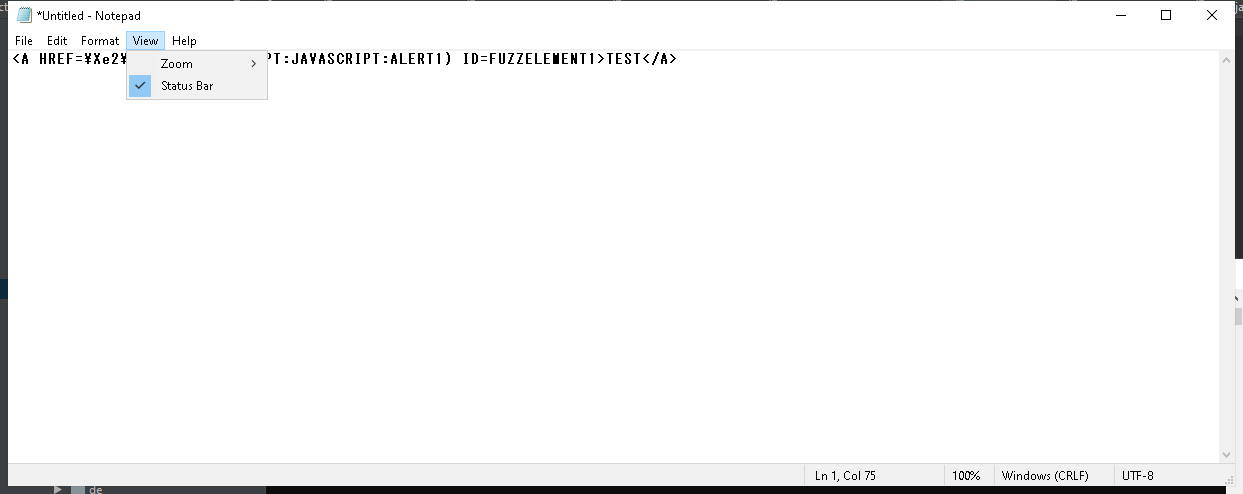 *Untitled - Notepad
File Edit Format View Help
<A HREF=¥Xe2¥ PT:JAVASCRIPT:ALERT1) ID=FUZZELEMENT1>TEST</A>
Zoom
Status Bar
Ln 1, Col 75
100%
Windows (CRLF)
UTF-8
de